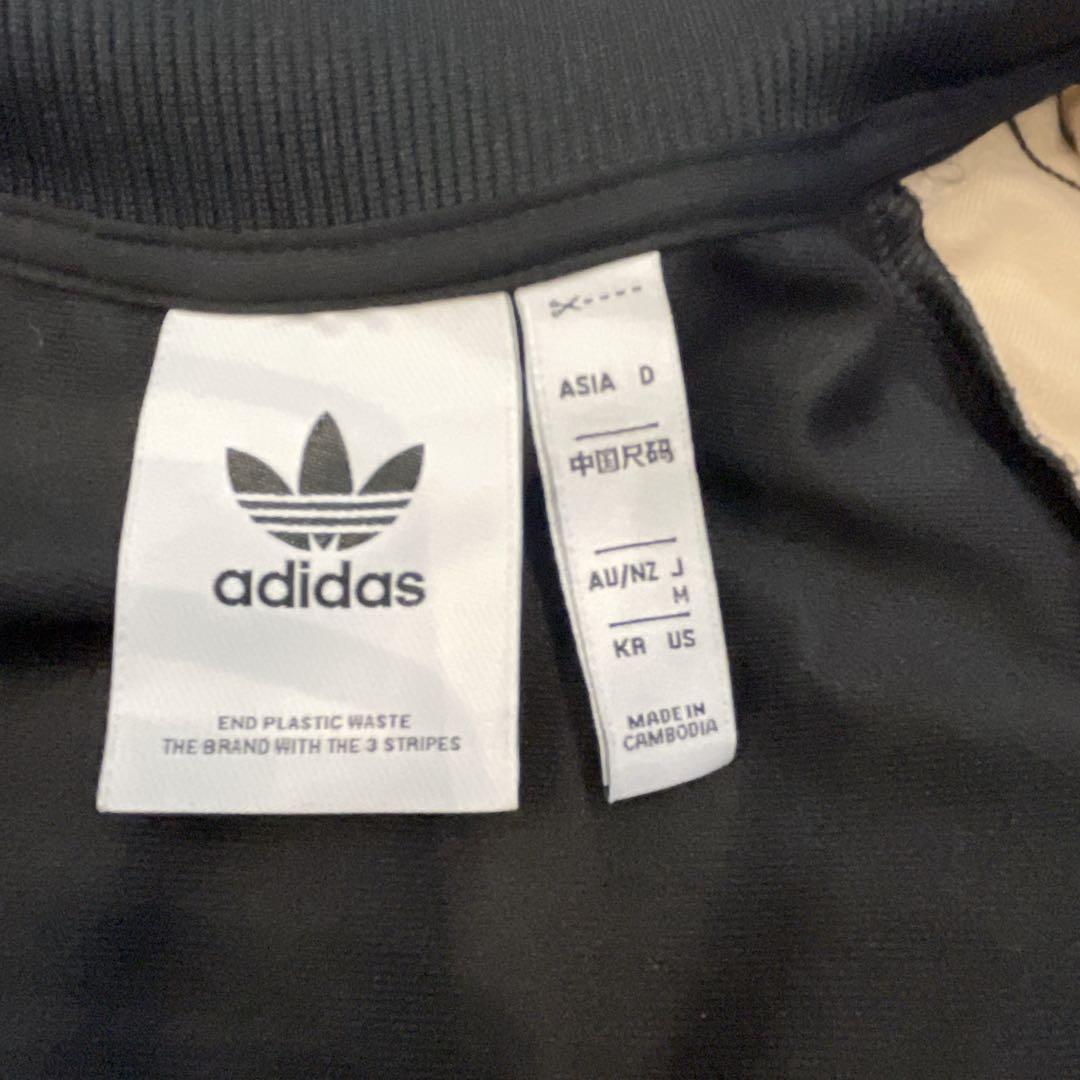 adidas
END PLASTIC WASTE
THE BRAND WITH THE 3 STRIPES
ASIA D
中国尺码
AU/NZ J
M
KR US
MADE IN
CAMBODIA